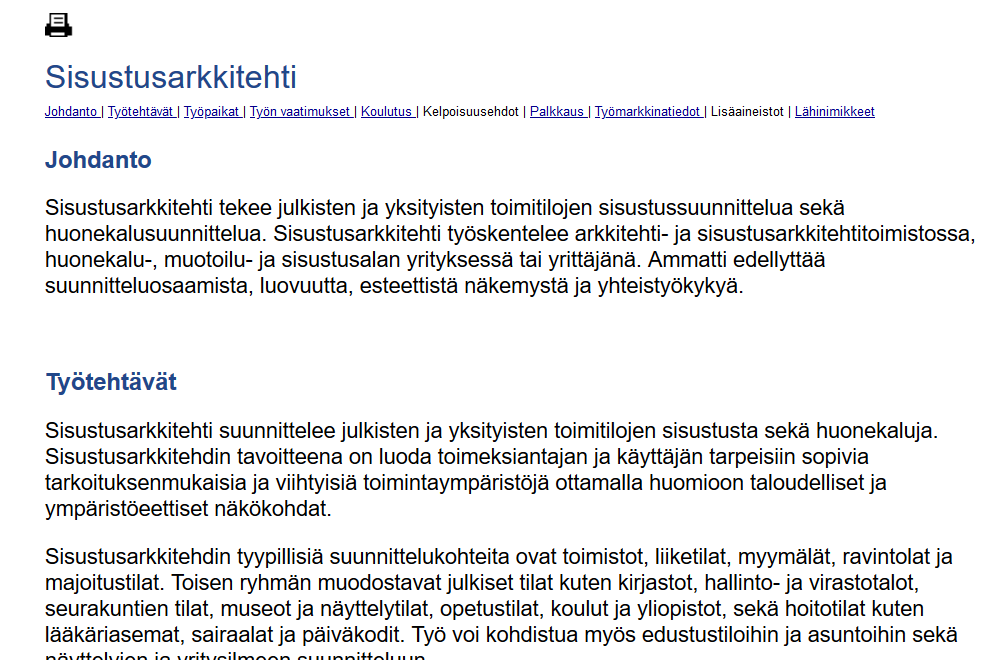 Sisustusarkkitehti
Johdanto | Työtehtävät | Työpaikat | Työn vaatimukset | Koulutus | Kelpoisuusehdot | Palkkaus | Työmarkkinatiedot | Lisäaineistot | Lähinimikkeet
Johdanto
Sisustusarkkitehti tekee julkisten ja yksityisten toimitilojen sisustussuunnittelua sekä
huonekalusuunnittelua. Sisustusarkkitehti työskentelee arkkitehti- ja sisustusarkkitehtitoimistossa,
huonekalu-, muotoilu- ja sisustusalan yrityksessä tai yrittäjänä. Ammatti edellyttää
suunnitteluosaamista, luovuutta, esteettistä näkemystä ja yhteistyökykyä.
Työtehtävät
Sisustusarkkitehti suunnittelee julkisten ja yksityisten toimitilojen sisustusta sekä huonekaluja.
Sisustusarkkitehdin tavoitteena on luoda toimeksiantajan ja käyttäjän tarpeisiin sopivia
tarkoituksenmukaisia ja viihtyisiä toimintaympäristöjä ottamalla huomioon taloudelliset ja
ympäristöeettiset näkökohdat.
Sisustusarkkitehdin tyypillisiä suunnittelukohteita ovat toimistot, liiketilat, myymälät, ravintolat ja
majoitustilat. Toisen ryhmän muodostavat julkiset tilat kuten kirjastot, hallinto- ja virastotalot,
seurakuntien tilat, museot ja näyttelytilat, opetustilat, koulut ja yliopistot, sekä hoitotilat kuten
lääkäriasemat, sairaalat ja päiväkodit. Työ voi kohdistua myös edustustiloihin ja asuntoihin sekä
näyttelyjen ja yritysilmeen suunnitteluun.